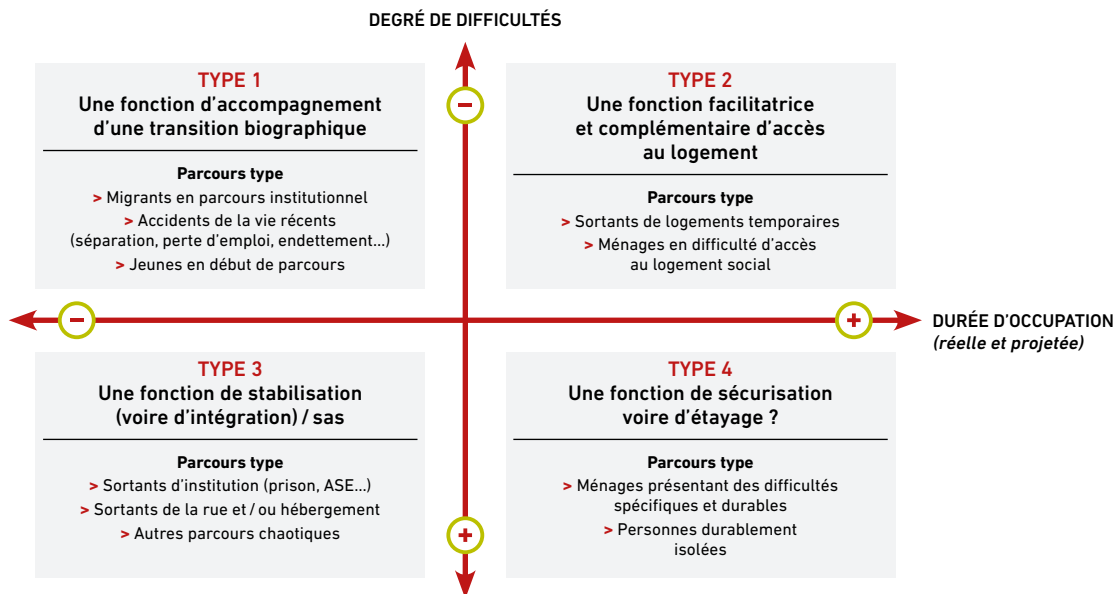 DEGRÉ DE DIFFICULTÉS
TYPE 1
Une fonction d'accompagnement
d'une transition biographique
Parcours type
> Migrants en parcours institutionnel
> Accidents de la vie récents
(séparation, perte d'emploi, endettement...)
> Jeunes en début de parcours
–
TYPE 2
Une fonction facilitatrice
et complémentaire d'accès
au logement
Parcours type
> Sortants de logements temporaires
> Ménages en difficulté d'accès
au logement social
–
+
DURÉE D'OCCUPATION
(réelle et projetée)
TYPE 3
Une fonction de stabilisation
(voire d'intégration) / sas
Parcours type
> Sortants d'institution (prison, ASE...)
> Sortants de la rue et / ou hébergement
> Autres parcours chaotiques
+
TYPE 4
Une fonction de sécurisation
voire d'étayage ?
Parcours type
> Ménages présentant des difficultés
spécifiques et durables
> Personnes durablement
isolées